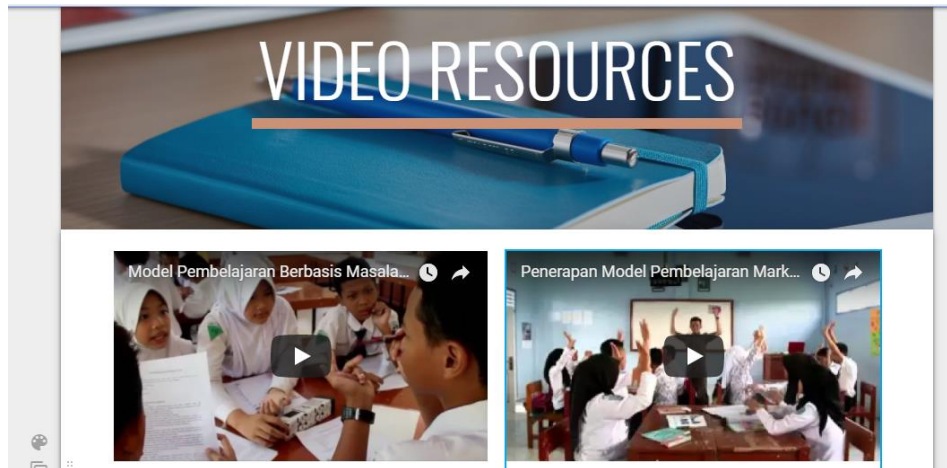 VIDEO RESOURCES
Model Pembelajaran Berbasis Masala...
Penerapan Model Pembelajaran Mark...